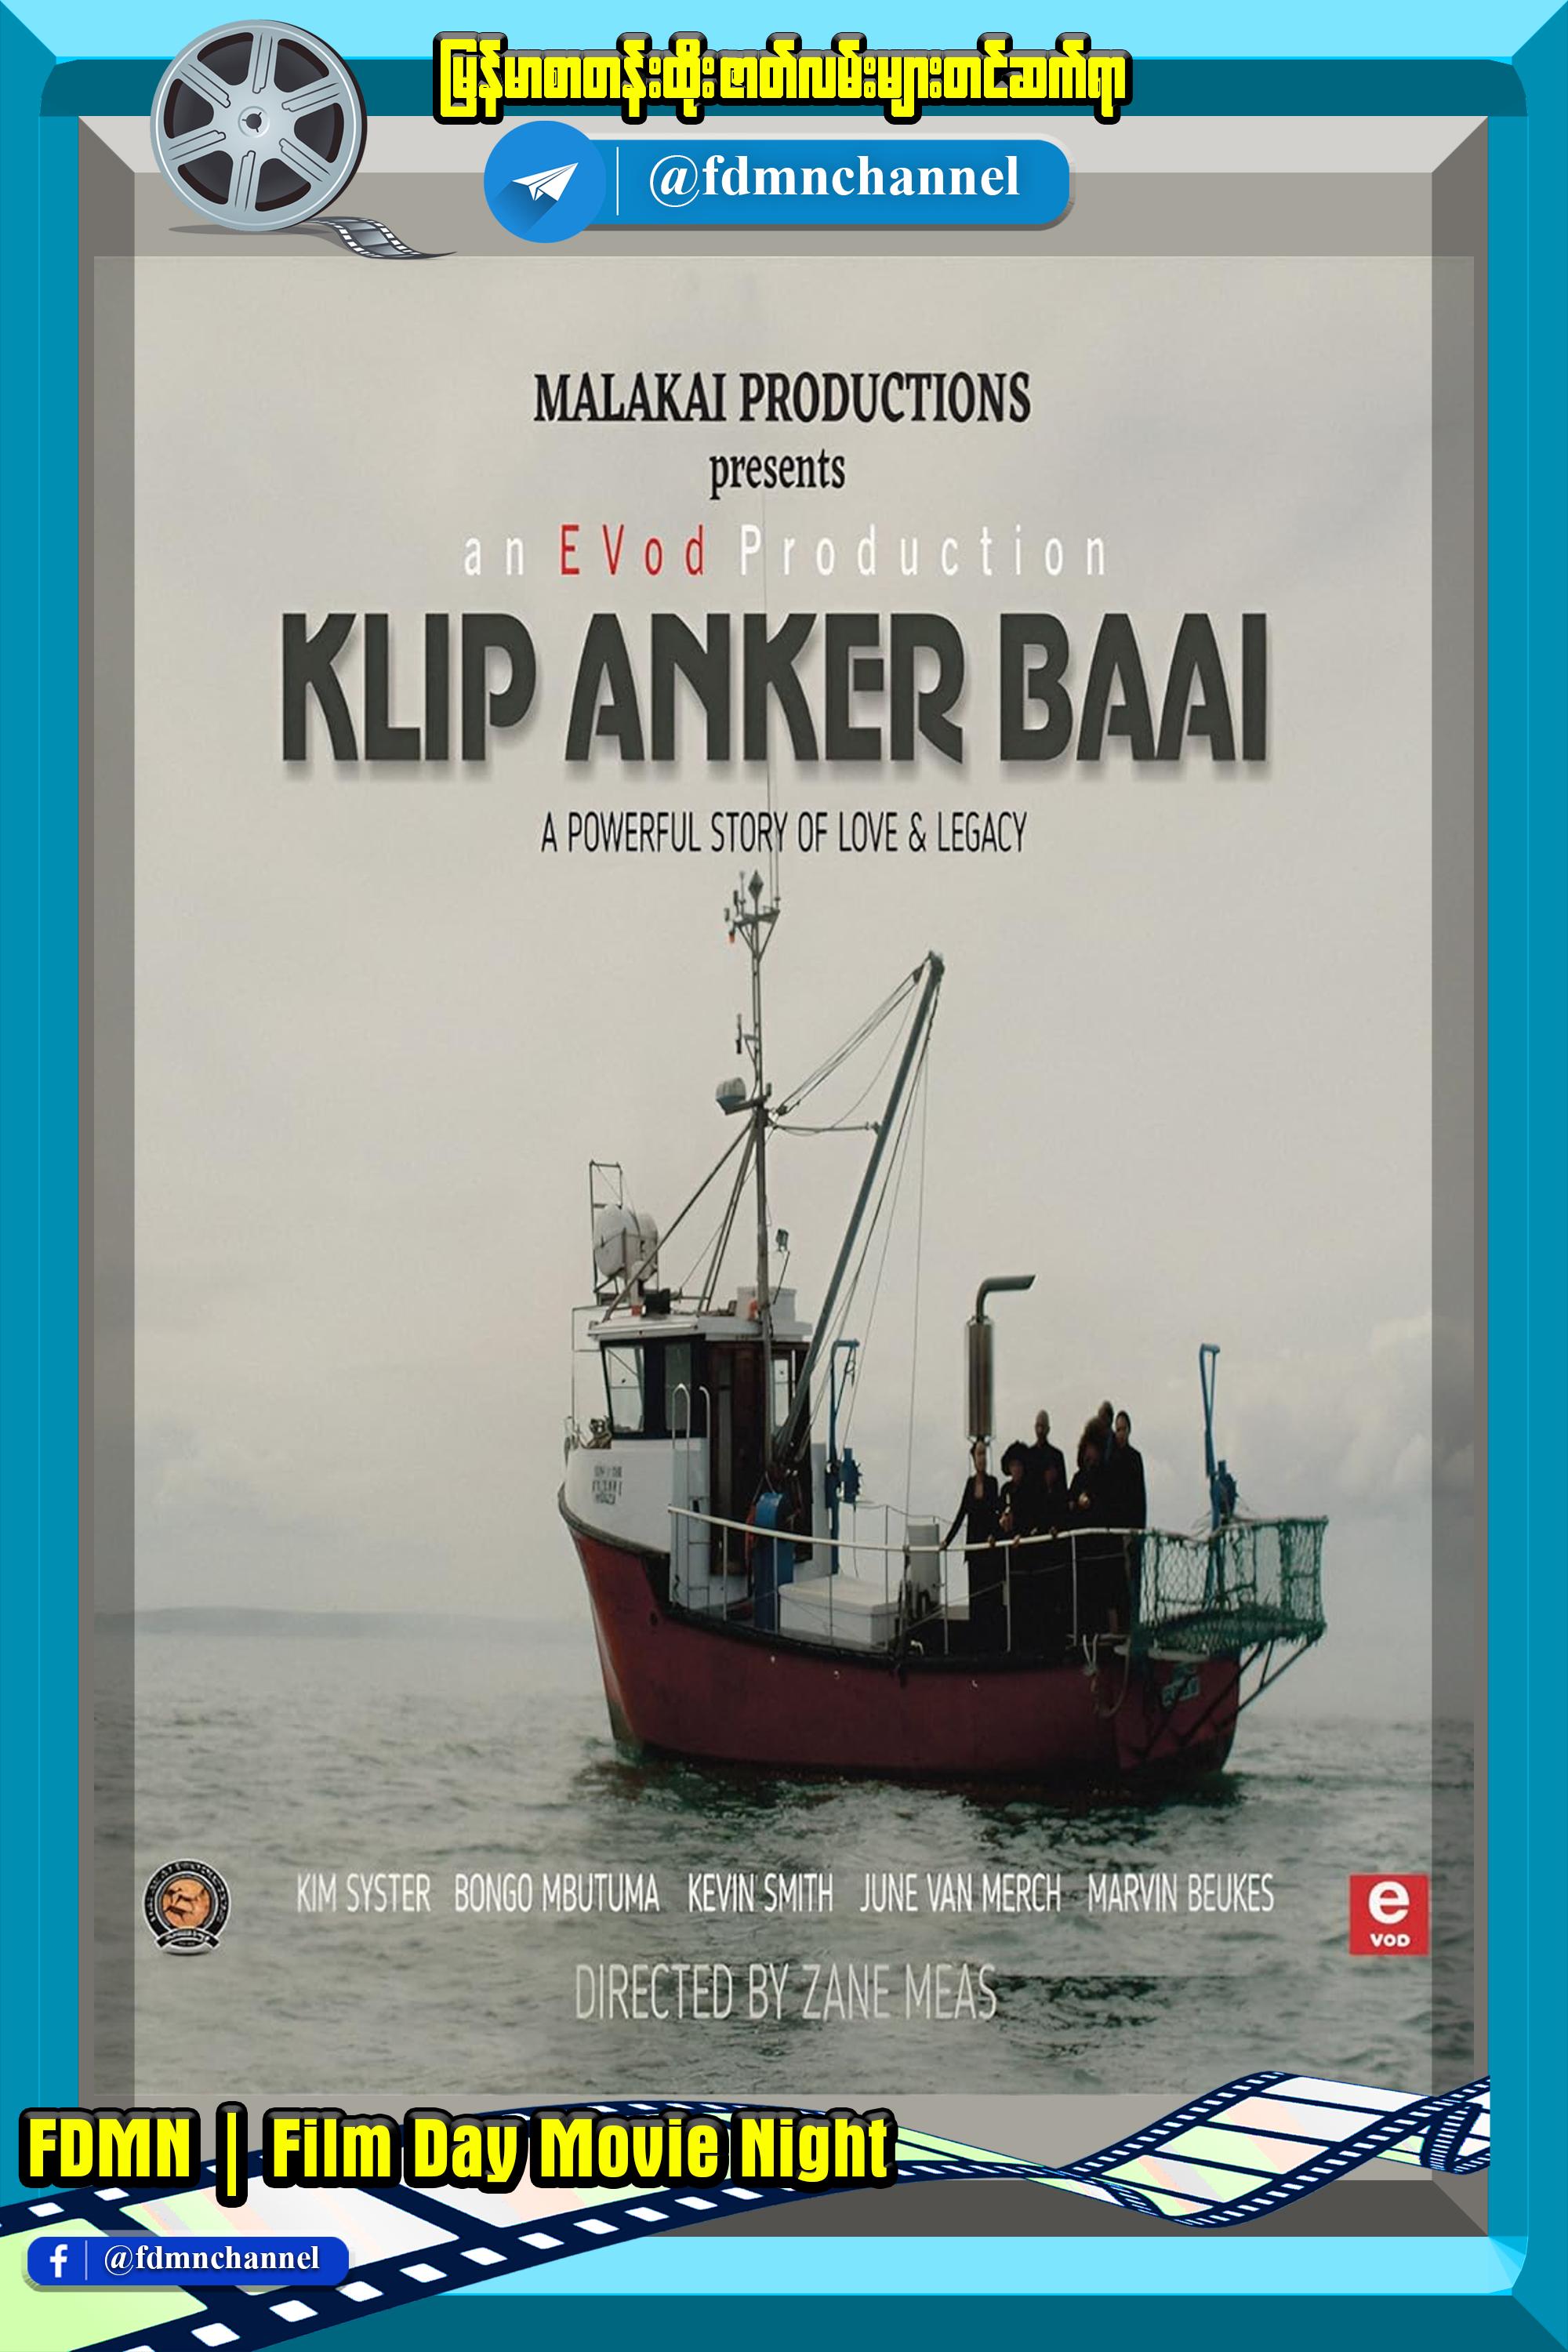 မြန်မာစာတန်းထိုး ဇာတ်လမ်းများတင်ဆက်ရာ
@fdmnchannel
MALAKAI PRODUCTIONS
presents
an EVod Production
KLIP ANKER BAAI
A POWERFUL STORY OF LOVE & LEGACY
KIM SYSTER BONGO MBUTUMA KEVIN SMITH JUNE VAN MERCH MARVIN BEUKES
e
VOD
DIRECTED BY ZANE MEAS
FDMN | Film Day Movie Night
@fdmnchannel